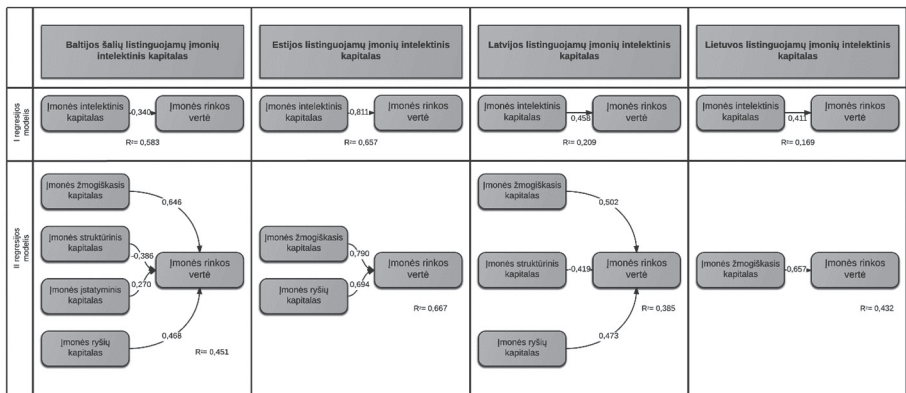 Baltijos šalių listinguojamų įmonių
intelektinis kapitalas
Estijos listinguojamų įmonių intelektinis
kapitalas
Latvijos listinguojamų įmonių intelektinis
kapitalas
Lietuvos listinguojamų įmonių intelektinis
kapitalas
I regresijos
modelis
Įmonės intelektinis
kapitalas
0,340
Įmonės rinkos
vertė
R²= 0,583
Įmonės intelektinis
kapitalas
0,811
Įmonės rinkos
vertė
R²= 0,657
Įmonės intelektinis
kapitalas
0,458
Įmonės rinkos
vertė
R²= 0,209
Įmonės intelektinis
kapitalas
0,411
Įmonės rinkos
vertė
R²= 0,169
II regresijos
modelis
Įmonės žmogiškasis
kapitalas
0,646
Įmonės struktūrinis
kapitalas
-0,386
Įmonės rinkos
vertė
Įmonės įstatyminis
kapitalas
0,270
Įmonės ryšių
kapitalas
0,468
R²= 0,451
Įmonės žmogiškasis
kapitalas
0,790
Įmonės rinkos
vertė
Įmonės ryšių
kapitalas
0,694
R²= 0,667
Įmonės žmogiškasis
kapitalas
0,502
Įmonės struktūrinis
kapitalas
-0,419
Įmonės rinkos
vertė
R²= 0,385
Įmonės ryšių
kapitalas
0,473
Įmonės žmogiškasis
kapitalas
0,657
Įmonės rinkos
vertė
R²= 0,432